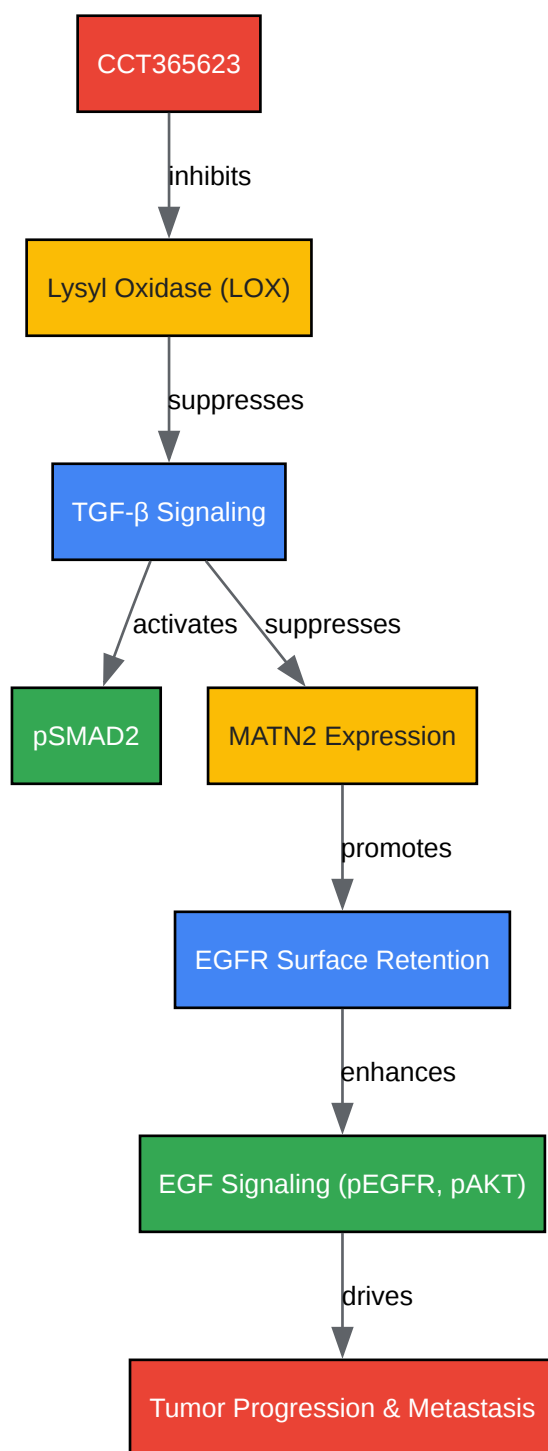 CCT365623
inhibits
Lysyl Oxidase (LOX)
suppresses
TGF-β Signaling
activates
suppresses
pSMAD2
MATN2 Expression
promotes
EGFR Surface Retention
enhances
EGF Signaling (pEGFR, pAKT)
drives
Tumor Progression & Metastasis